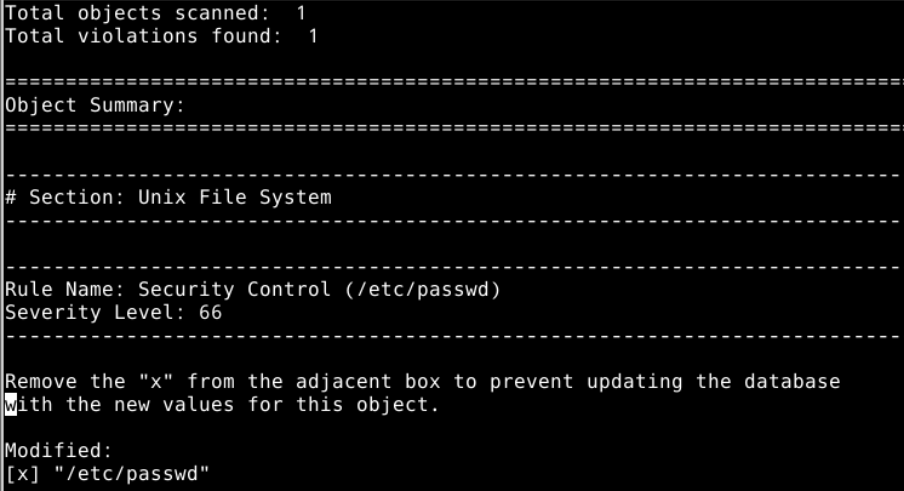 Total objects scanned:  1
Total violations found:  1
===========================================================================
Object Summary:
===========================================================================
---------------------------------------------------------------------------
# Section: Unix File System
---------------------------------------------------------------------------
---------------------------------------------------------------------------
Rule Name: Security Control (/etc/passwd)
Severity Level: 66
---------------------------------------------------------------------------
Remove the "x" from the adjacent box to prevent updating the database
with the new values for this object.
Modified:
[x] "/etc/passwd"